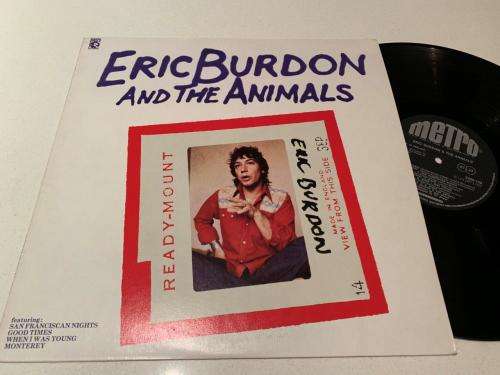 ERIC BURDON
AND THE ANIMALS
READY-MOUNT
ERIC BURDON
MADE IN ENGLAND
VIEW FROM THIS SIDE
14
featuring:
SAN FRANCISCAN NIGHTS
GOOD TIMES
WHEN I WAS YOUNG
MONTEREY
metro